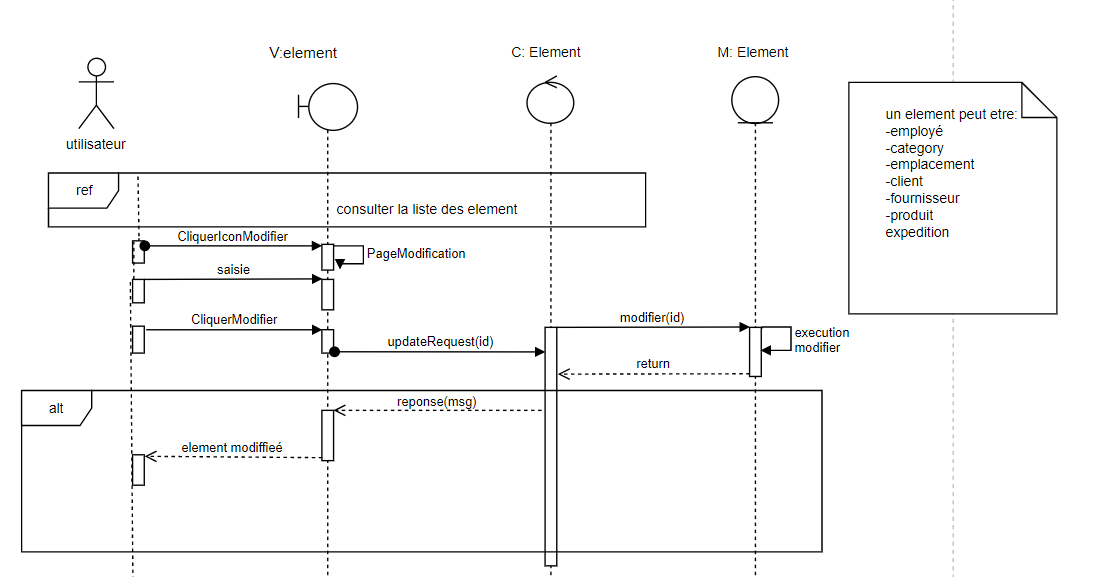 V:element
C: Element
M: Element
utilisateur
un element peut etre:
-employé
-category
-emplacement
-client
-fournisseur
-produit
expedition
ref
consulter la liste des element
CliquerIconModifier
PageModification
saisie
CliquerModifier
modifier(id)
execution
modifier
updateRequest(id)
return
alt
reponse(msg)
element modiffieé